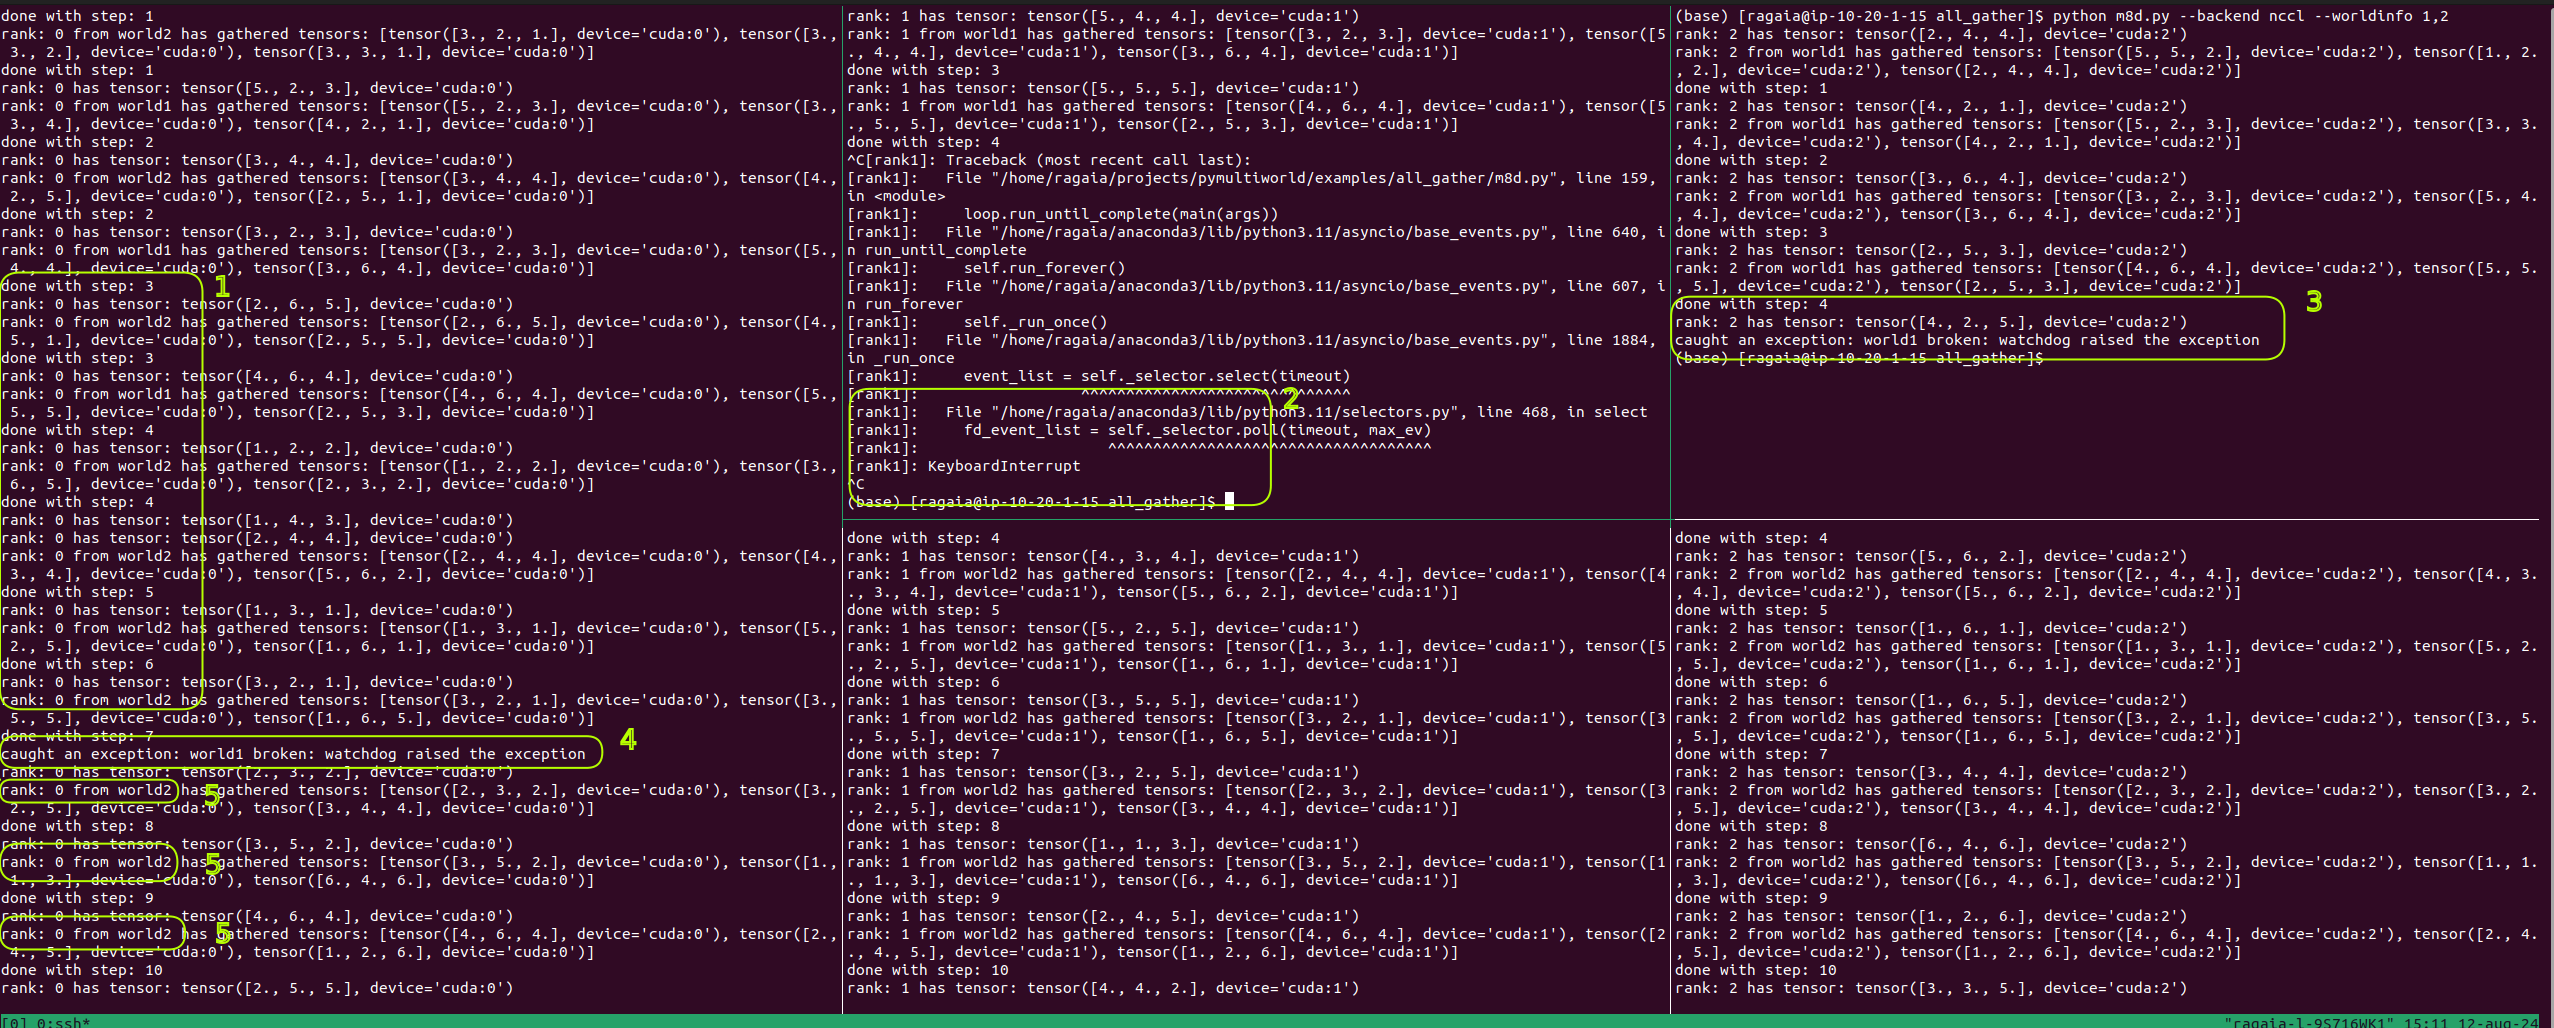 done with step: 1
rank: 0 from world2 has gathered tensors: [tensor([3., 2., 1.], device='cuda:0'), tensor([3.,
 3., 2.], device='cuda:0'), tensor([3., 3., 1.], device='cuda:0')]
done with step: 1
rank: 0 has tensor: tensor([5., 2., 3.], device='cuda:0')
rank: 0 from world1 has gathered tensors: [tensor([5., 2., 3.], device='cuda:0'), tensor([3.,
 3., 4.], device='cuda:0'), tensor([4., 2., 1.], device='cuda:0')]
done with step: 2
rank: 0 has tensor: tensor([3., 4., 4.], device='cuda:0')
rank: 0 from world2 has gathered tensors: [tensor([3., 4., 4.], device='cuda:0'), tensor([4.,
 2., 5.], device='cuda:0'), tensor([2., 5., 1.], device='cuda:0')]
done with step: 2
rank: 0 has tensor: tensor([3., 2., 3.], device='cuda:0')
rank: 0 from world1 has gathered tensors: [tensor([3., 2., 3.], device='cuda:0'), tensor([5.,
 4., 4.], device='cuda:0'), tensor([3., 6., 4.], device='cuda:0')]
1
done with step: 3
rank: 0 has tensor: tensor([2., 6., 5.], device='cuda:0')
rank: 0 from world2 has gathered tensors: [tensor([2., 6., 5.], device='cuda:0'), tensor([4.,
 5., 1.], device='cuda:0'), tensor([2., 5., 5.], device='cuda:0')]
done with step: 3
rank: 0 has tensor: tensor([4., 6., 4.], device='cuda:0')
rank: 0 from world1 has gathered tensors: [tensor([4., 6., 4.], device='cuda:0'), tensor([5.,
 5., 5.], device='cuda:0'), tensor([2., 5., 3.], device='cuda:0')]
done with step: 4
rank: 0 has tensor: tensor([1., 2., 2.], device='cuda:0')
rank: 0 from world2 has gathered tensors: [tensor([1., 2., 2.], device='cuda:0'), tensor([3.,
 6., 5.], device='cuda:0'), tensor([2., 3., 2.], device='cuda:0')]
done with step: 4
rank: 0 has tensor: tensor([1., 4., 3.], device='cuda:0')
rank: 0 has tensor: tensor([2., 4., 4.], device='cuda:0')
rank: 0 from world2 has gathered tensors: [tensor([2., 4., 4.], device='cuda:0'), tensor([4.,
 3., 4.], device='cuda:0'), tensor([5., 6., 2.], device='cuda:0')]
done with step: 5
rank: 0 has tensor: tensor([1., 3., 1.], device='cuda:0')
rank: 0 from world2 has gathered tensors: [tensor([1., 3., 1.], device='cuda:0'), tensor([5.,
 2., 5.], device='cuda:0'), tensor([1., 6., 1.], device='cuda:0')]
done with step: 6
rank: 0 has tensor: tensor([3., 2., 1.], device='cuda:0')
rank: 0 from world2 has gathered tensors: [tensor([3., 2., 1.], device='cuda:0'), tensor([3.,
 5., 5.], device='cuda:0'), tensor([1., 6., 5.], device='cuda:0')]
done with step: 7
4
caught an exception: world1 broken: watchdog raised the exception
rank: 0 has tensor: tensor([2., 3., 2.], device='cuda:0')
rank: 0 from world2 has gathered tensors: [tensor([2., 3., 2.], device='cuda:0'), tensor([3.,
5
 2., 5.], device='cuda:0'), tensor([3., 4., 4.], device='cuda:0')]
done with step: 8
rank: 0 has tensor: tensor([3., 5., 2.], device='cuda:0')
rank: 0 from world2 has gathered tensors: [tensor([3., 5., 2.], device='cuda:0'), tensor([1.,
5
 1., 3.], device='cuda:0'), tensor([6., 4., 6.], device='cuda:0')]
done with step: 9
rank: 0 has tensor: tensor([4., 6., 4.], device='cuda:0')
rank: 0 from world2 has gathered tensors: [tensor([4., 6., 4.], device='cuda:0'), tensor([2.,
5
 4., 5.], device='cuda:0'), tensor([1., 2., 6.], device='cuda:0')]
done with step: 10
rank: 0 has tensor: tensor([2., 5., 5.], device='cuda:0')
rank: 1 has tensor: tensor([5., 4., 4.], device='cuda:1')
rank: 1 from world1 has gathered tensors: [tensor([3., 2., 3.], device='cuda:1'), tensor([5
., 4., 4.], device='cuda:1'), tensor([3., 6., 4.], device='cuda:1')]
done with step: 3
rank: 1 has tensor: tensor([5., 5., 5.], device='cuda:1')
rank: 1 from world1 has gathered tensors: [tensor([4., 6., 4.], device='cuda:1'), tensor([5
., 5., 5.], device='cuda:1'), tensor([2., 5., 3.], device='cuda:1')]
done with step: 4
^C[rank1]: Traceback (most recent call last):
[rank1]:   File "/home/ragaia/projects/pymultiworld/examples/all_gather/m8d.py", line 159,
in <module>
[rank1]:     loop.run_until_complete(main(args))
[rank1]:   File "/home/ragaia/anaconda3/lib/python3.11/asyncio/base_events.py", line 640, i
n run_until_complete
[rank1]:     self.run_forever()
[rank1]:   File "/home/ragaia/anaconda3/lib/python3.11/asyncio/base_events.py", line 607, i
n run_forever
[rank1]:     self._run_once()
[rank1]:   File "/home/ragaia/anaconda3/lib/python3.11/asyncio/base_events.py", line 1884,
in _run_once
[rank1]:     event_list = self._selector.select(timeout)
[rank1]:                  ^^^^^^^^^^^^^^^^^^^^^^^^^^^^^^
2
[rank1]:   File "/home/ragaia/anaconda3/lib/python3.11/selectors.py", line 468, in select
[rank1]:     fd_event_list = self._selector.poll(timeout, max_ev)
[rank1]:                     ^^^^^^^^^^^^^^^^^^^^^^^^^^^^^^^^^^^^
[rank1]: KeyboardInterrupt
^C
(base) [ragaia@ip-10-20-1-15 all_gather]$
done with step: 4
rank: 1 has tensor: tensor([4., 3., 4.], device='cuda:1')
rank: 1 from world2 has gathered tensors: [tensor([2., 4., 4.], device='cuda:1'), tensor([4
., 3., 4.], device='cuda:1'), tensor([5., 6., 2.], device='cuda:1')]
done with step: 5
rank: 1 has tensor: tensor([5., 2., 5.], device='cuda:1')
rank: 1 from world2 has gathered tensors: [tensor([1., 3., 1.], device='cuda:1'), tensor([5
., 2., 5.], device='cuda:1'), tensor([1., 6., 1.], device='cuda:1')]
done with step: 6
rank: 1 has tensor: tensor([3., 5., 5.], device='cuda:1')
rank: 1 from world2 has gathered tensors: [tensor([3., 2., 1.], device='cuda:1'), tensor([3
., 5., 5.], device='cuda:1'), tensor([1., 6., 5.], device='cuda:1')]
done with step: 7
rank: 1 has tensor: tensor([3., 2., 5.], device='cuda:1')
rank: 1 from world2 has gathered tensors: [tensor([2., 3., 2.], device='cuda:1'), tensor([3
., 2., 5.], device='cuda:1'), tensor([3., 4., 4.], device='cuda:1')]
done with step: 8
rank: 1 has tensor: tensor([1., 1., 3.], device='cuda:1')
rank: 1 from world2 has gathered tensors: [tensor([3., 5., 2.], device='cuda:1'), tensor([1
., 1., 3.], device='cuda:1'), tensor([6., 4., 6.], device='cuda:1')]
done with step: 9
rank: 1 has tensor: tensor([2., 4., 5.], device='cuda:1')
rank: 1 from world2 has gathered tensors: [tensor([4., 6., 4.], device='cuda:1'), tensor([2
., 4., 5.], device='cuda:1'), tensor([1., 2., 6.], device='cuda:1')]
done with step: 10
rank: 1 has tensor: tensor([4., 4., 2.], device='cuda:1')
(base) [ragaia@ip-10-20-1-15 all_gather]$ python m8d.py --backend nccl --worldinfo 1,2
rank: 2 has tensor: tensor([2., 4., 4.], device='cuda:2')
rank: 2 from world1 has gathered tensors: [tensor([5., 5., 2.], device='cuda:2'), tensor([1., 2.
, 2.], device='cuda:2'), tensor([2., 4., 4.], device='cuda:2')]
done with step: 1
rank: 2 has tensor: tensor([4., 2., 1.], device='cuda:2')
rank: 2 from world1 has gathered tensors: [tensor([5., 2., 3.], device='cuda:2'), tensor([3., 3.
, 4.], device='cuda:2'), tensor([4., 2., 1.], device='cuda:2')]
done with step: 2
rank: 2 has tensor: tensor([3., 6., 4.], device='cuda:2')
rank: 2 from world1 has gathered tensors: [tensor([3., 2., 3.], device='cuda:2'), tensor([5., 4.
, 4.], device='cuda:2'), tensor([3., 6., 4.], device='cuda:2')]
done with step: 3
rank: 2 has tensor: tensor([2., 5., 3.], device='cuda:2')
rank: 2 from world1 has gathered tensors: [tensor([4., 6., 4.], device='cuda:2'), tensor([5., 5.
, 5.], device='cuda:2'), tensor([2., 5., 3.], device='cuda:2')]
3
done with step: 4
rank: 2 has tensor: tensor([4., 2., 5.], device='cuda:2')
caught an exception: world1 broken: watchdog raised the exception
(base) [ragaia@ip-10-20-1-15 all_gather]$
done with step: 4
rank: 2 has tensor: tensor([5., 6., 2.], device='cuda:2')
rank: 2 from world2 has gathered tensors: [tensor([2., 4., 4.], device='cuda:2'), tensor([4., 3.
, 4.], device='cuda:2'), tensor([5., 6., 2.], device='cuda:2')]
done with step: 5
rank: 2 has tensor: tensor([1., 6., 1.], device='cuda:2')
rank: 2 from world2 has gathered tensors: [tensor([1., 3., 1.], device='cuda:2'), tensor([5., 2.
, 5.], device='cuda:2'), tensor([1., 6., 1.], device='cuda:2')]
done with step: 6
rank: 2 has tensor: tensor([1., 6., 5.], device='cuda:2')
rank: 2 from world2 has gathered tensors: [tensor([3., 2., 1.], device='cuda:2'), tensor([3., 5.
, 5.], device='cuda:2'), tensor([1., 6., 5.], device='cuda:2')]
done with step: 7
rank: 2 has tensor: tensor([3., 4., 4.], device='cuda:2')
rank: 2 from world2 has gathered tensors: [tensor([2., 3., 2.], device='cuda:2'), tensor([3., 2.
, 5.], device='cuda:2'), tensor([3., 4., 4.], device='cuda:2')]
done with step: 8
rank: 2 has tensor: tensor([6., 4., 6.], device='cuda:2')
rank: 2 from world2 has gathered tensors: [tensor([3., 5., 2.], device='cuda:2'), tensor([1., 1.
, 3.], device='cuda:2'), tensor([6., 4., 6.], device='cuda:2')]
done with step: 9
rank: 2 has tensor: tensor([1., 2., 6.], device='cuda:2')
rank: 2 from world2 has gathered tensors: [tensor([4., 6., 4.], device='cuda:2'), tensor([2., 4.
, 5.], device='cuda:2'), tensor([1., 2., 6.], device='cuda:2')]
done with step: 10
rank: 2 has tensor: tensor([3., 3., 5.], device='cuda:2')
[0] 0:ssh* "ragaia-l-9S716WK1" 15:11 12-aug-24